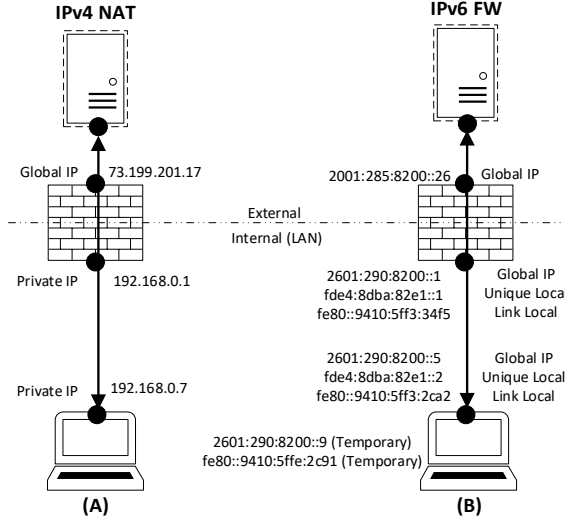 IPv4 NAT
IPv6 FW
Global IP
73.199.201.17
2001:285:8200::26
Global IP
External
Internal (LAN)
Private IP
192.168.0.1
2601:290:8200::1
Global IP
fde4:8dba:82e1::1
Unique Loca
fe80::9410:5ff3:34f5
Link Local
Private IP
192.168.0.7
2601:290:8200::5
Global IP
fde4:8dba:82e1::2
Unique Local
fe80::9410:5ff3:2ca2
Link Local
2601:290:8200::9 (Temporary)
fe80::9410:5ffe:2c91 (Temporary)
(A)
(B)